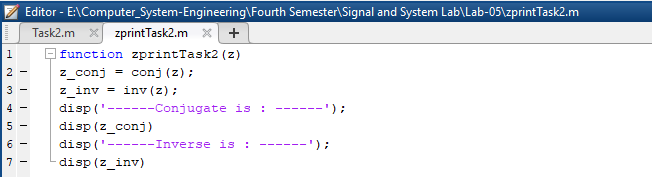 Editor - E:\Computer_System-Engineering\Fourth Semester\Signal and System Lab\Lab-05\zprintTask2.m
Task2.m × zprintTask2.m × +
1 function zprintTask2(z)
2 - z_conj = conj(z);
3 - z_inv = inv(z);
4 - disp('------Conjugate is : ------');
5 - disp(z_conj)
6 - disp('------Inverse is : ------');
7 - disp(z_inv)